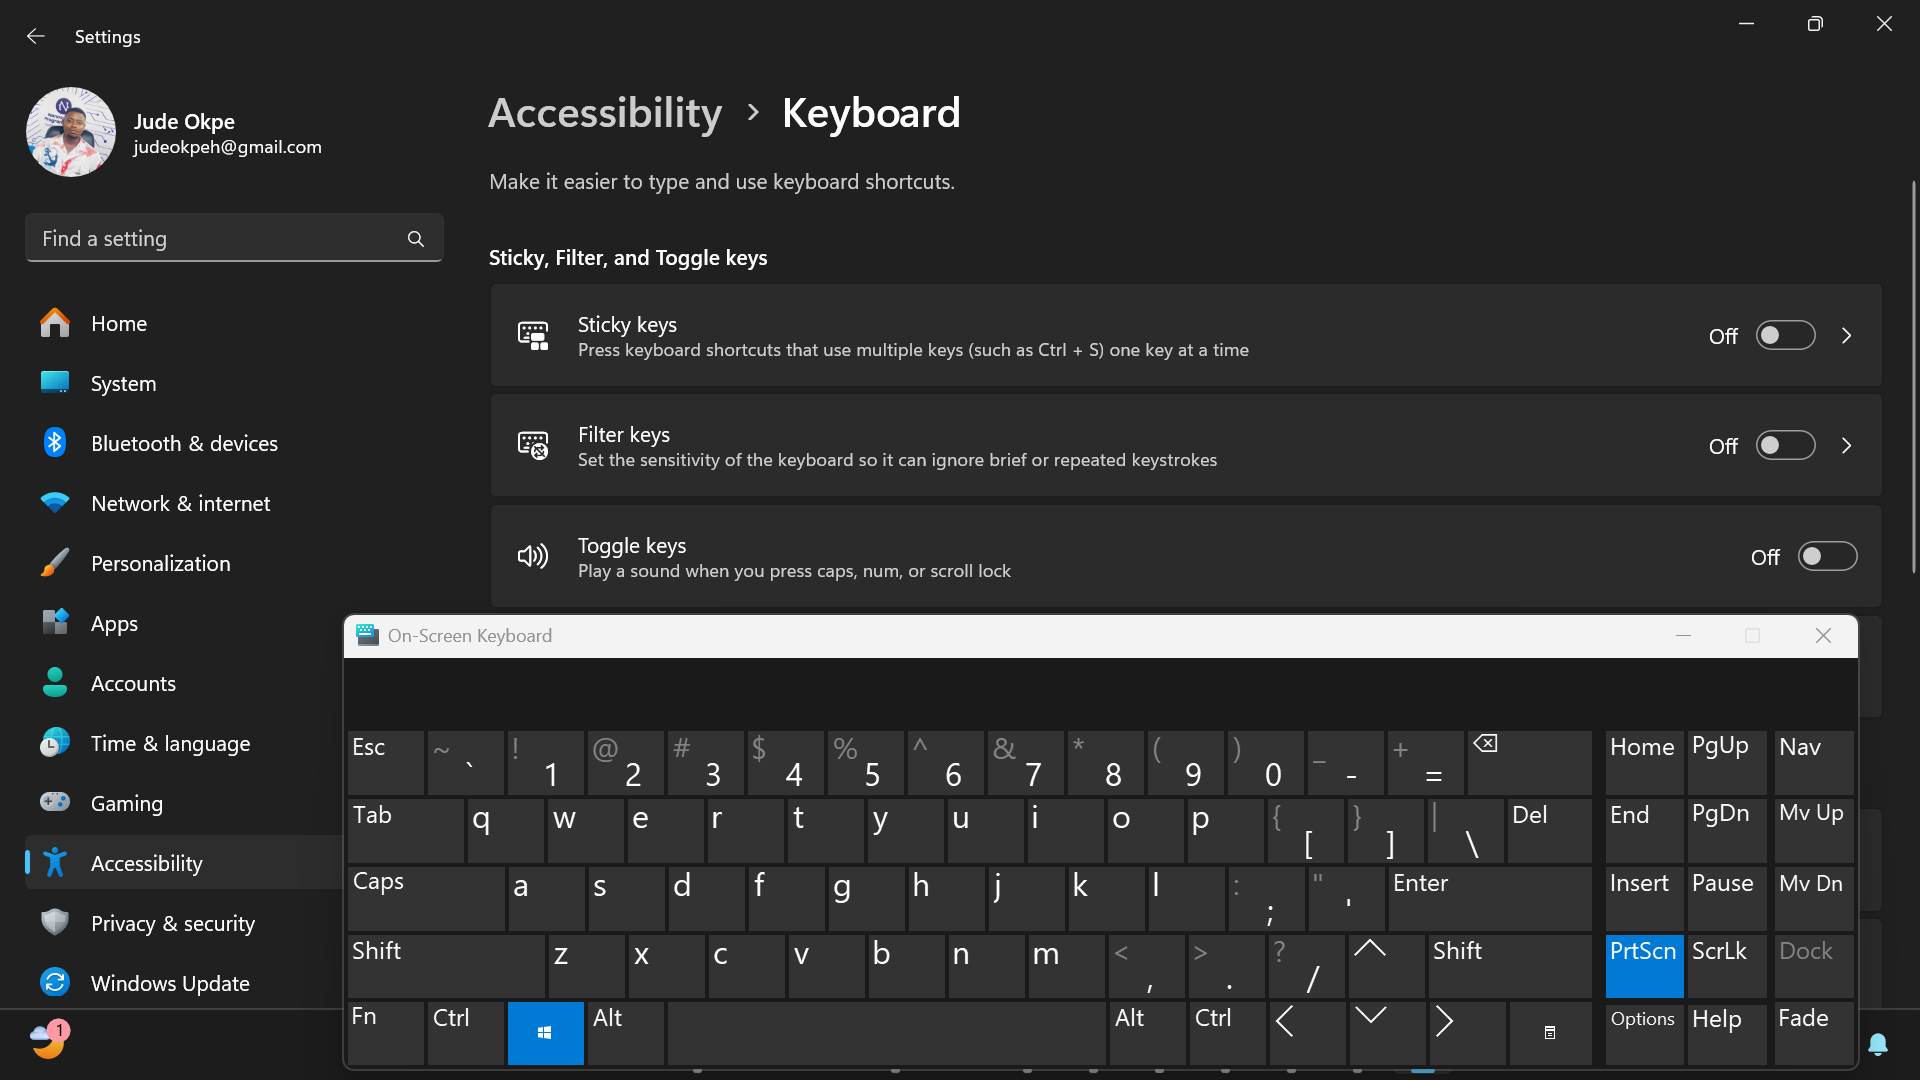 Settings
Jude Okpe
judeokpeh@gmail.com
Find a setting
Home
System
Bluetooth & devices
Network & internet
Personalization
Apps
Accounts
Time & language
Gaming
Accessibility
Privacy & security
Windows Update
1
Accessibility > Keyboard
Make it easier to type and use keyboard shortcuts.
Sticky, Filter, and Toggle keys
Sticky keys
Press keyboard shortcuts that use multiple keys (such as Ctrl + S) one key at a time
Off
Filter keys
Set the sensitivity of the keyboard so it can ignore brief or repeated keystrokes
Off
Toggle keys
Play a sound when you press caps, num, or scroll lock
Off
On-Screen Keyboard
Esc ~ ` ! 1 @ 2 # 3 $ 4 % 5 ^ 6 & 7 * 8 ( 9 ) 0 _ - + = Home PgUp Nav
Tab q w e r t y u i o p { [ } ] | \ Del End PgDn Mv Up
Caps a s d f g h j k l : ; " ' Enter Insert Pause Mv Dn
Shift z x c v b n m < , > . ? / Shift PrtScn ScrLk Dock
Fn Ctrl Alt Alt Ctrl Options Help Fade